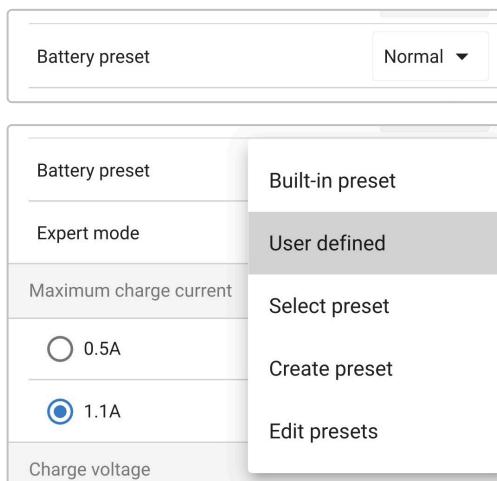 Battery preset Normal
Battery preset
Built-in preset
Expert mode
User defined
Maximum charge current
Select preset
0.5A
Create preset
1.1A
Edit presets
Charge voltage